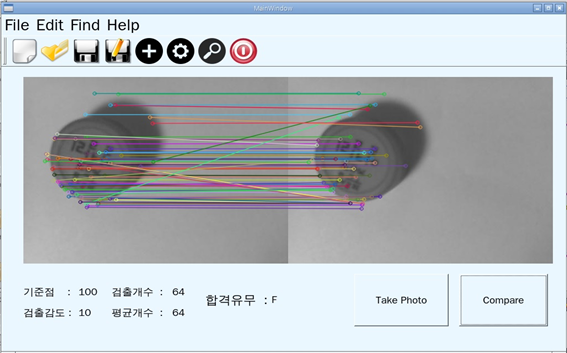 MainWindow
File Edit Find Help
기준점 : 100 검출개수 : 64
합격유무 : F
검출감도 : 10 평균개수 : 64
Take Photo
Compare